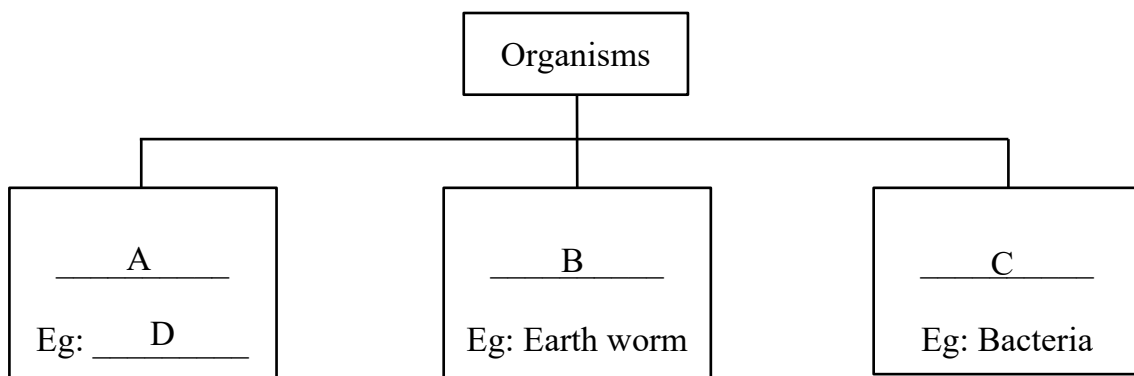 Organisms
A
Eg: D
B
Eg: Earth worm
C
Eg: Bacteria